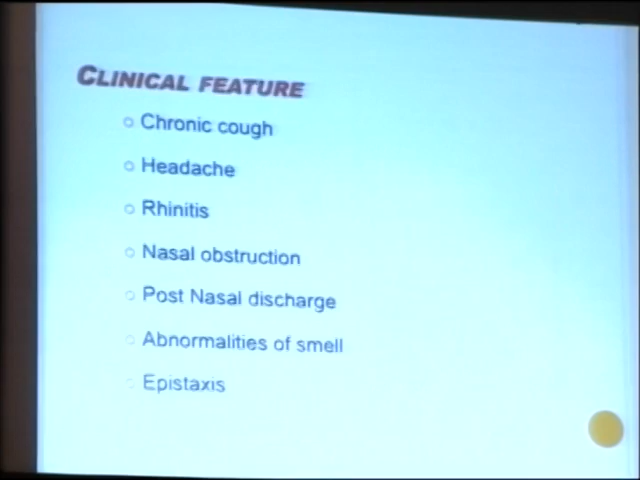 CLINICAL FEATURE
Chronic cough
Headache
Rhinitis
Nasal obstruction
Post Nasal discharge
Abnormalities of smell
Epistaxis